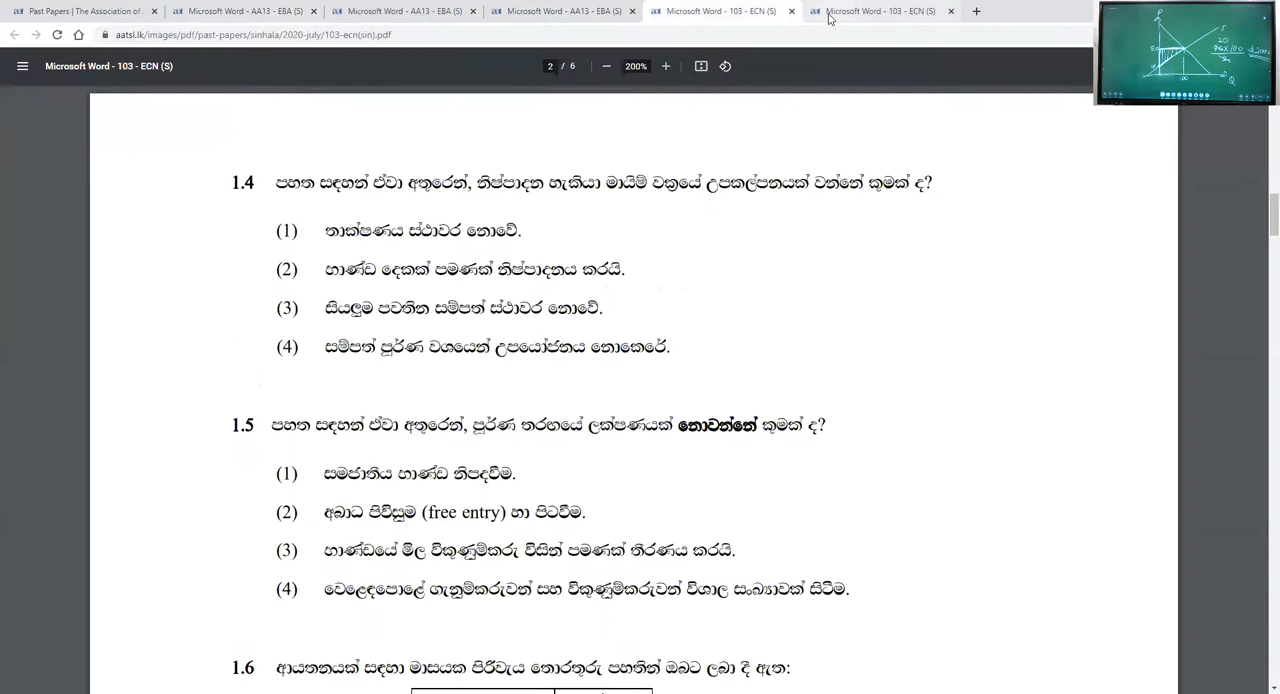 Past Papers | The Association of
Microsoft Word - AA13 - EBA (S)
Microsoft Word - AA13 - EBA (S)
Microsoft Word - AA13 - EBA (S)
Microsoft Word - 103 - ECN (S)
Microsoft Word - 103 - ECN (S)
aatsl.lk/images/pdf/past-papers/sinhala/2020-july/103-ecn(sin).pdf
Microsoft Word - 103 - ECN (S)
2 / 6
200%
1.4 පහත සඳහන් ඒවා අතුරෙන්, නිෂ්පාදන හැකියා මායිම් වක්‍රයේ උපකල්පනයක් වන්නේ කුමක් ද?
(1) තාක්ෂණය ස්ථාවර නොවේ.
(2) භාණ්ඩ දෙකක් පමණක් නිෂ්පාදනය කරයි.
(3) සියලුම පවතින සම්පත් ස්ථාවර නොවේ.
(4) සම්පත් පූර්ණ වශයෙන් උපයෝජනය නොකෙරේ.
1.5 පහත සඳහන් ඒවා අතුරෙන්, පූර්ණ තරඟයේ ලක්ෂණයක් නොවන්නේ කුමක් ද?
(1) සමජාතීය භාණ්ඩ නිපදවීම.
(2) අබාධ පිවිසුම (free entry) හා පිටවීම.
(3) භාණ්ඩයේ මිල විකුණුම්කරු විසින් පමණක් තීරණය කරයි.
(4) වෙළෙඳපොළේ ගැනුම්කරුවන් සහ විකුණුම්කරුවන් විශාල සංඛ්‍යාවක් සිටීම.
1.6 ආයතනයක් සඳහා මාසයක පිරිවැය තොරතුරු පහතින් ඔබට ලබා දී ඇත: